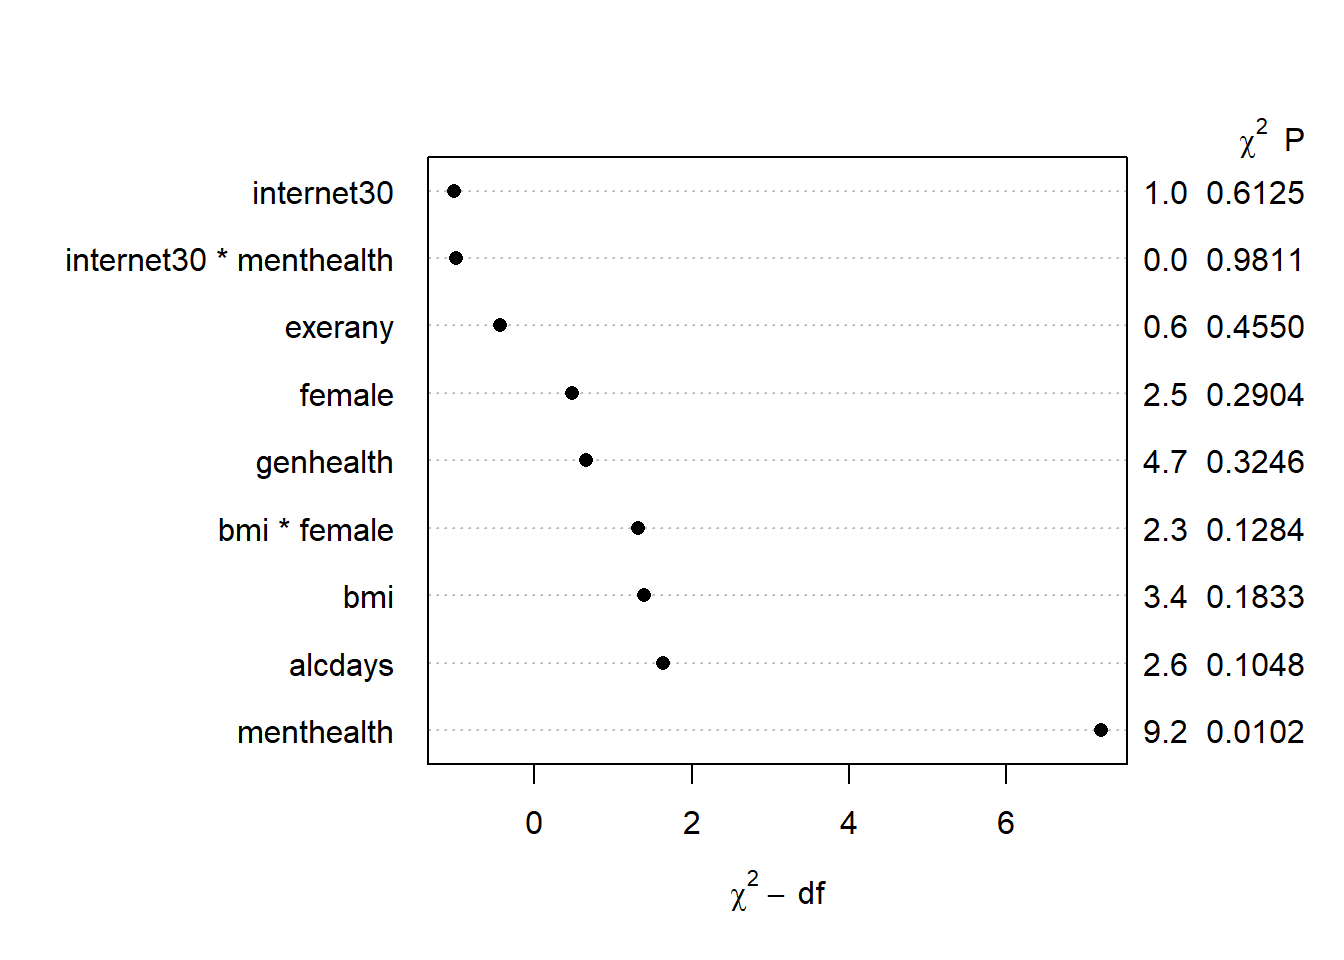 χ² P
internet30 1.0 0.6125
internet30 * menthealth 0.0 0.9811
exerany 0.6 0.4550
female 2.5 0.2904
genhealth 4.7 0.3246
bmi * female 2.3 0.1284
bmi 3.4 0.1833
alcdays 2.6 0.1048
menthealth 9.2 0.0102
0 2 4 6
χ² − df